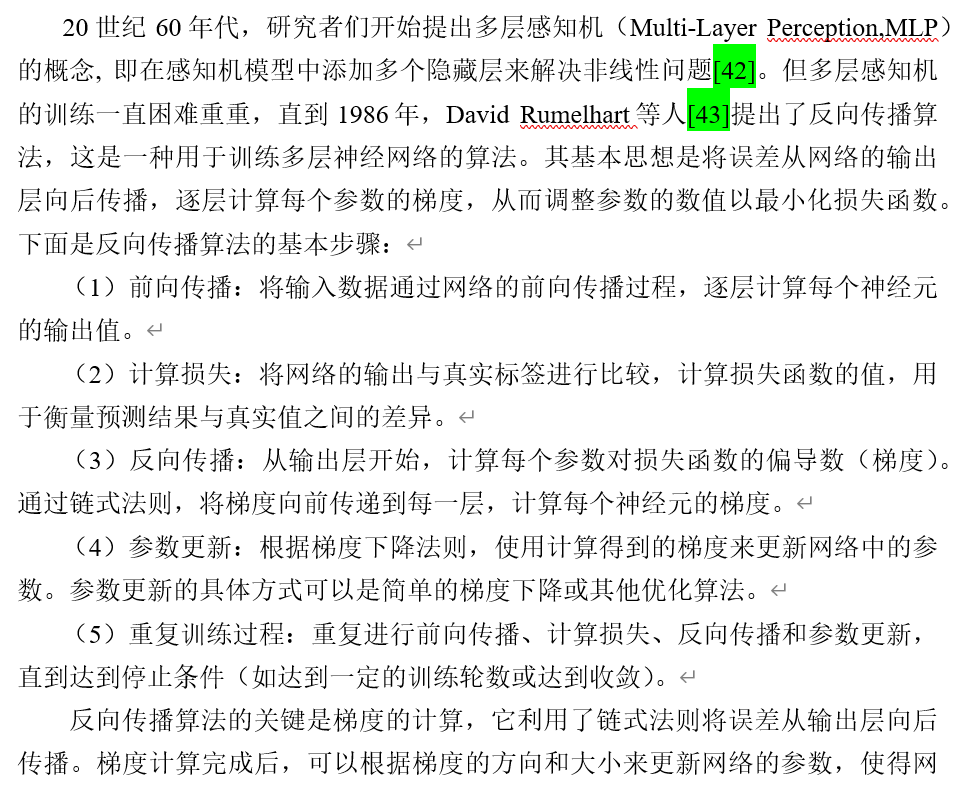 20 世纪 60 年代，研究者们开始提出多层感知机（Multi-Layer Perception,MLP）
的概念, 即在感知机模型中添加多个隐藏层来解决非线性问题[42]。但多层感知机
的训练一直困难重重，直到 1986 年，David Rumelhart 等人[43]提出了反向传播算
法，这是一种用于训练多层神经网络的算法。其基本思想是将误差从网络的输出
层向后传播，逐层计算每个参数的梯度，从而调整参数的数值以最小化损失函数。
下面是反向传播算法的基本步骤：
（1）前向传播：将输入数据通过网络的前向传播过程，逐层计算每个神经元
的输出值。
（2）计算损失：将网络的输出与真实标签进行比较，计算损失函数的值，用
于衡量预测结果与真实值之间的差异。
（3）反向传播：从输出层开始，计算每个参数对损失函数的偏导数（梯度）。
通过链式法则，将梯度向前传递到每一层，计算每个神经元的梯度。
（4）参数更新：根据梯度下降法则，使用计算得到的梯度来更新网络中的参
数。参数更新的具体方式可以是简单的梯度下降或其他优化算法。
（5）重复训练过程：重复进行前向传播、计算损失、反向传播和参数更新，
直到达到停止条件（如达到一定的训练轮数或达到收敛）。
反向传播算法的关键是梯度的计算，它利用了链式法则将误差从输出层向后
传播。梯度计算完成后，可以根据梯度的方向和大小来更新网络的参数，使得网